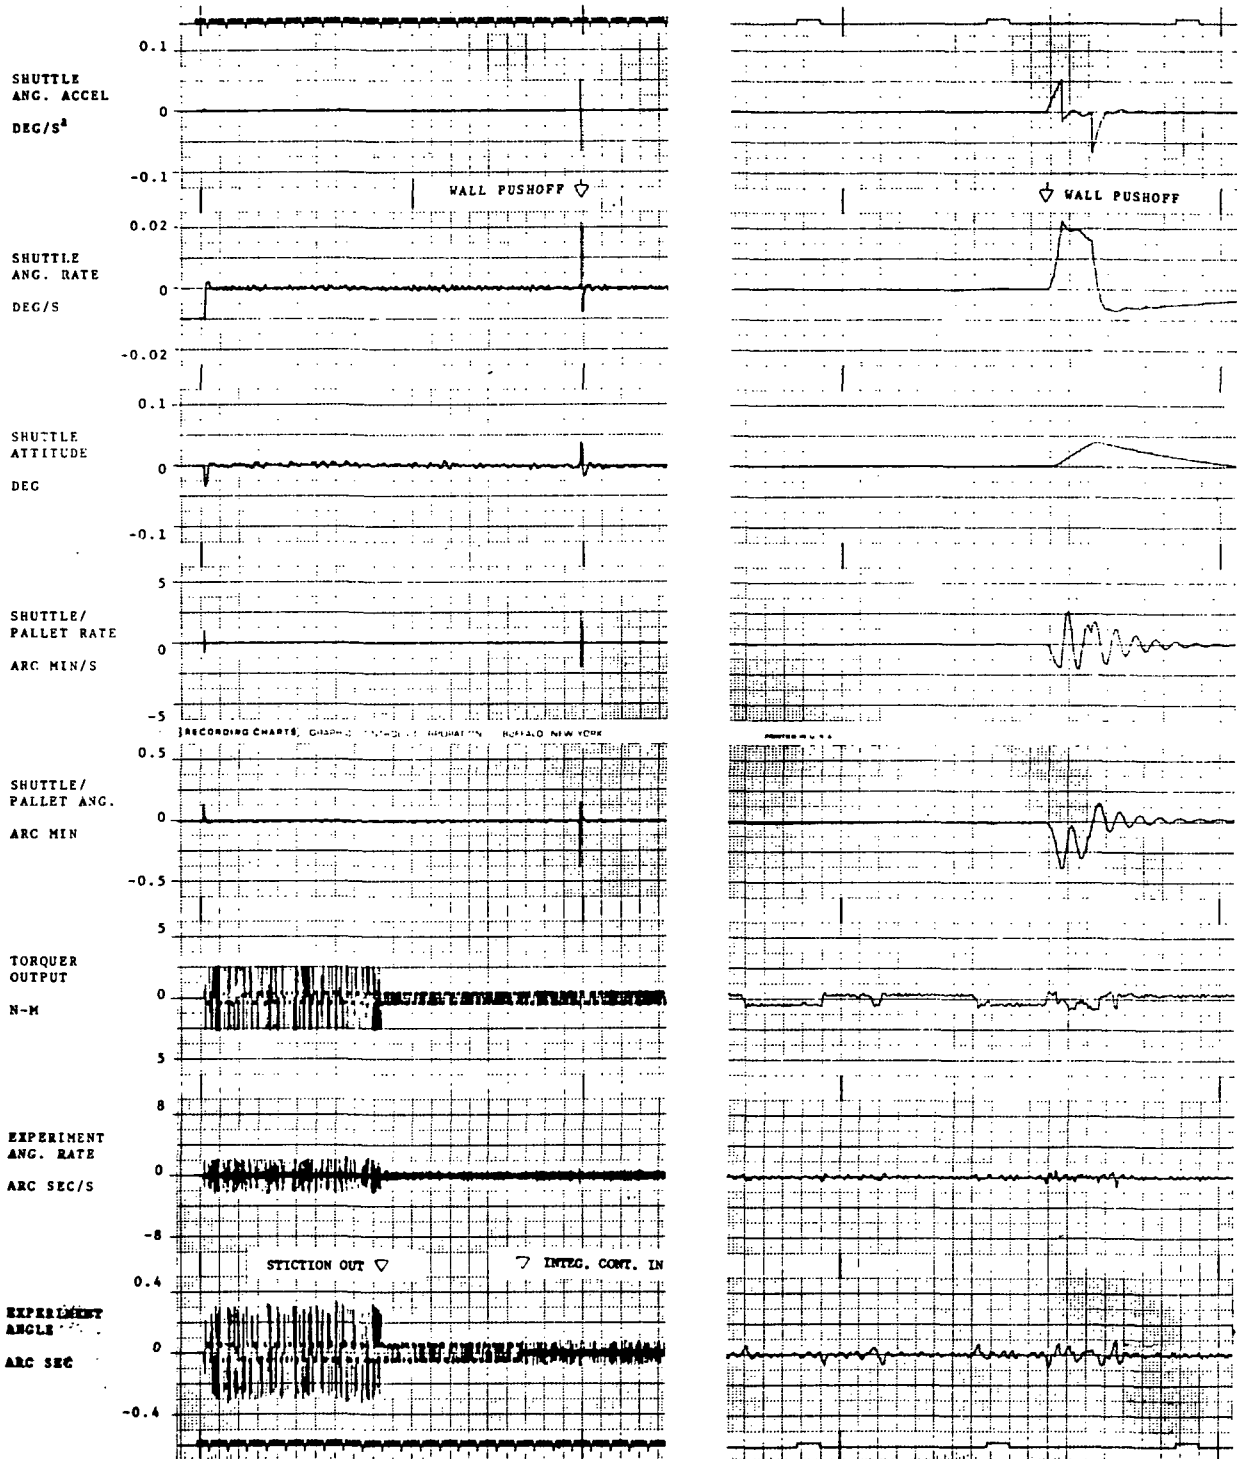 0.1
SHUTTLE
ANG. ACCEL
0
DEG/S²
-0.1
WALL PUSHOFF
WALL PUSHOFF
0.02
SHUTTLE
ANG. RATE
0
DEG/S
-0.02
0.1
SHUTTLE
ATTITUDE
0
DEG
-0.1
5
SHUTTLE/
PALLET RATE
0
ARC MIN/S
-5
RECORDING CHARTS
BUFFALO, NEW YORK
PRINTED IN U.S.A.
0.5
SHUTTLE/
PALLET ANG.
0
ARC MIN
-0.5
5
TORQUER
OUTPUT
0
N-M
5
8
EXPERIMENT
ANG. RATE
0
ARC SEC/S
-8
STICTION OUT
INTEG. CONT. IN
0.4
EXPERIMENT
ANGLE
0
ARC SEC
-0.4